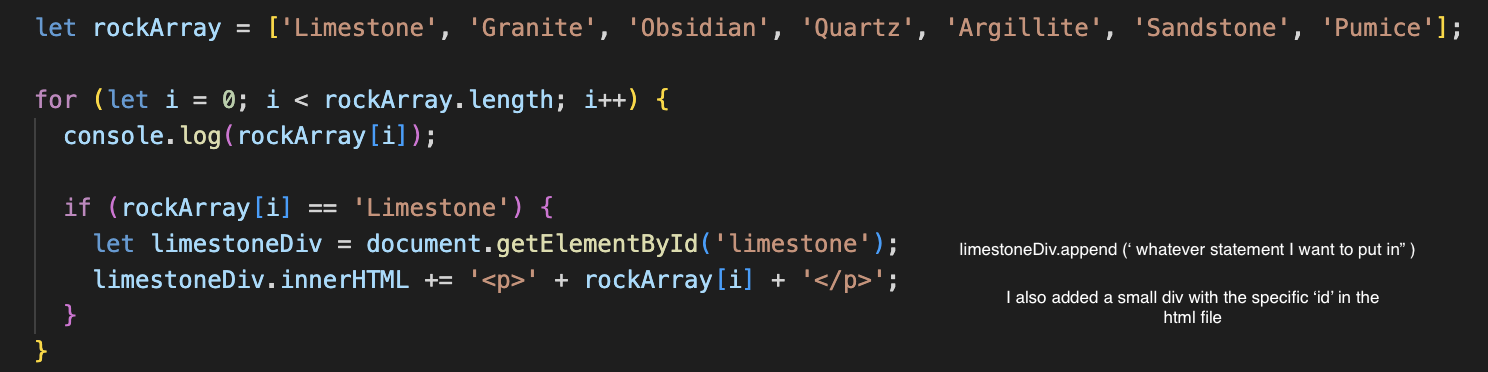 let rockArray = ['Limestone', 'Granite', 'Obsidian', 'Quartz', 'Argillite', 'Sandstone', 'Pumice'];
for (let i = 0; i < rockArray.length; i++) {
console.log(rockArray[i]);
if (rockArray[i] == 'Limestone') {
let limestoneDiv = document.getElementById('limestone');
limestoneDiv.append (‘ whatever statement I want to put in” )
limestoneDiv.innerHTML += '<p>' + rockArray[i] + '</p>';
I also added a small div with the specific ‘id’ in the
html file
}
}